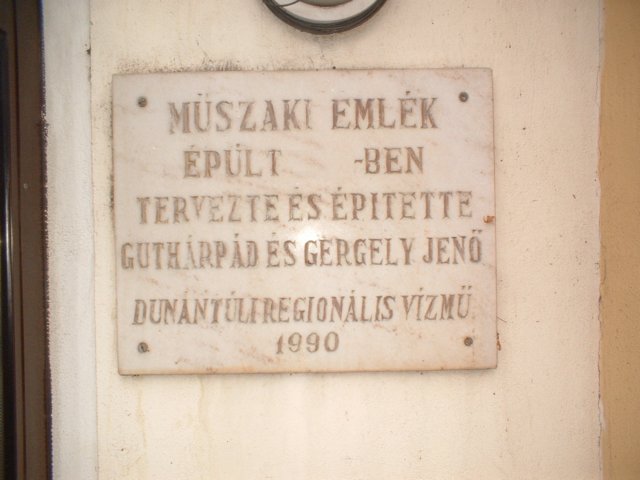 MŰSZAKI EMLÉK
ÉPÜLT -BEN
TERVEZTE ÉS ÉPITETTE
GUTH ÁRPÁD ÉS GERGELY JENŐ
DUNÁNTÚLI REGIONÁLIS VÍZMŰ
1990